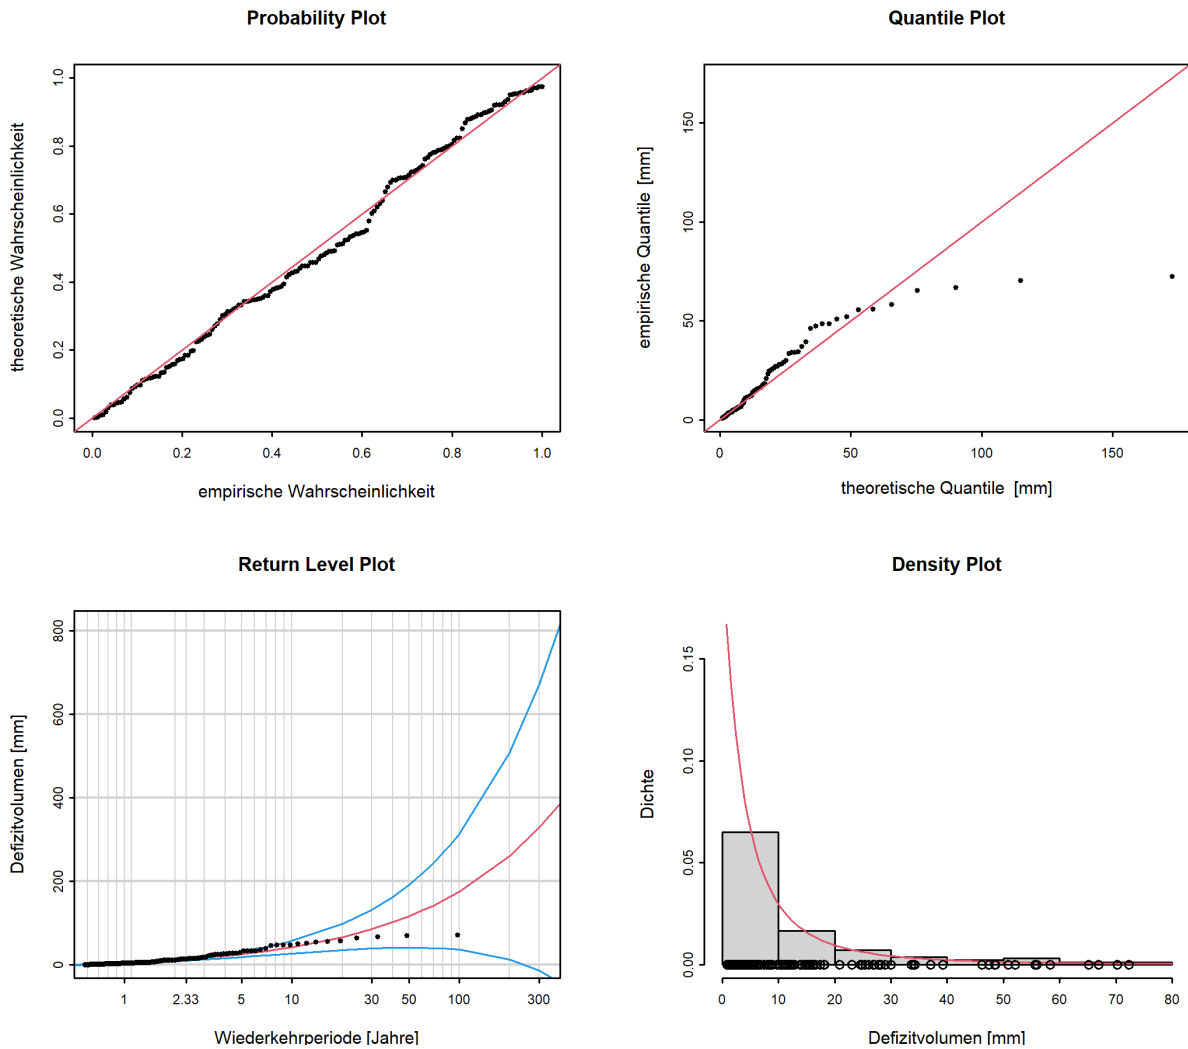 Probability Plot
theoretische Wahrscheinlichkeit
0.0 0.2 0.4 0.6 0.8 1.0
0.0 0.2 0.4 0.6 0.8 1.0
empirische Wahrscheinlichkeit
Quantile Plot
empirische Quantile [mm]
0 50 100 150
0 50 100 150
theoretische Quantile [mm]
Return Level Plot
Defizitvolumen [mm]
0 200 400 600 800
1 2.33 5 10 30 50 100 300
Wiederkehrperiode [Jahre]
Density Plot
Dichte
0.00 0.05 0.10 0.15
0 10 20 30 40 50 60 70 80
Defizitvolumen [mm]